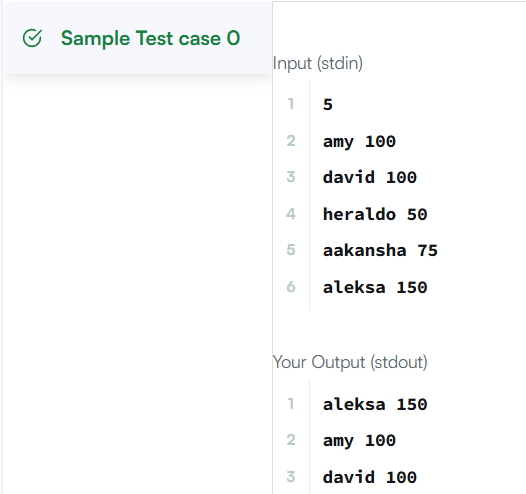 Sample Test case 0
Input (stdin)
1 5
2 amy 100
3 david 100
4 heraldo 50
5 aakansha 75
6 aleksa 150
Your Output (stdout)
1 aleksa 150
2 amy 100
3 david 100